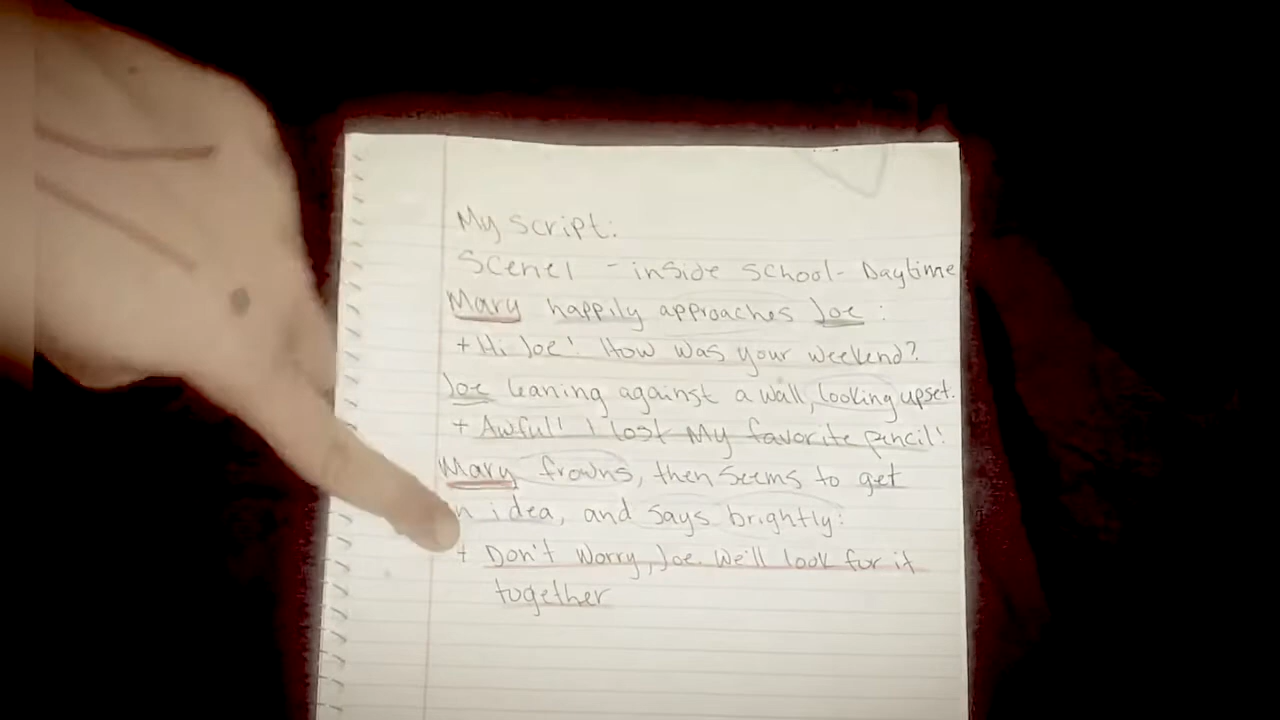 My script:
Scene1 - inside school- Daytime
Mary happily approaches Joe :
+ Hi Joe! How was your weekend?
Joe leaning against a wall, looking upset.
+ Awful! I lost My favorite pencil!
Mary frowns, then seems to get
n idea, and says brightly:
+ Don't worry, Joe. We'll look for it
together